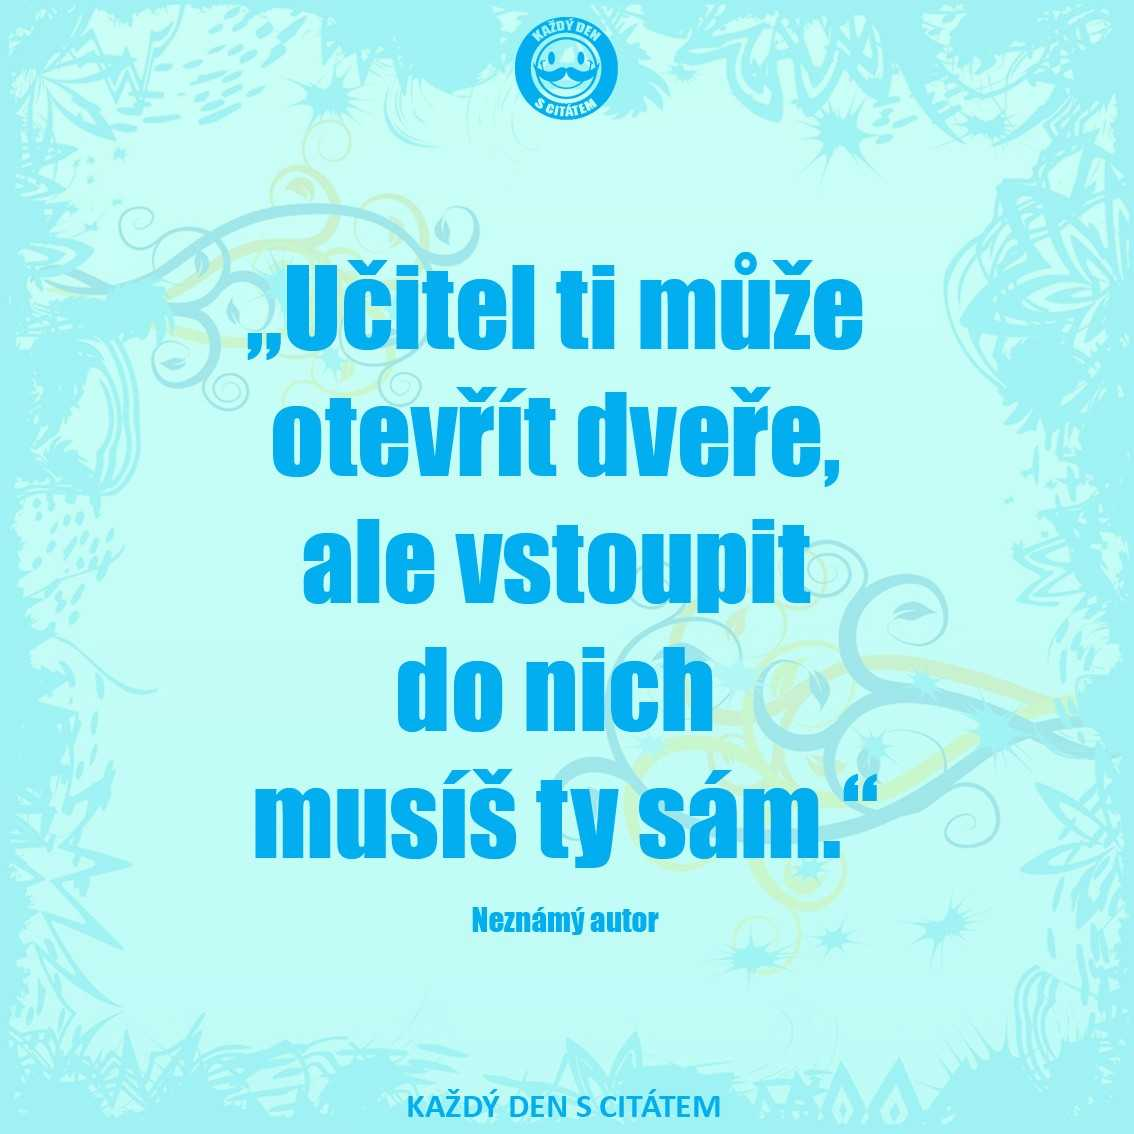 KAŽDÝ DEN
S CITÁTEM
„Učitel ti může
otevřít dveře,
ale vstoupit
do nich
musíš ty sám.“
Neznámý autor
KAŽDÝ DEN S CITÁTEM